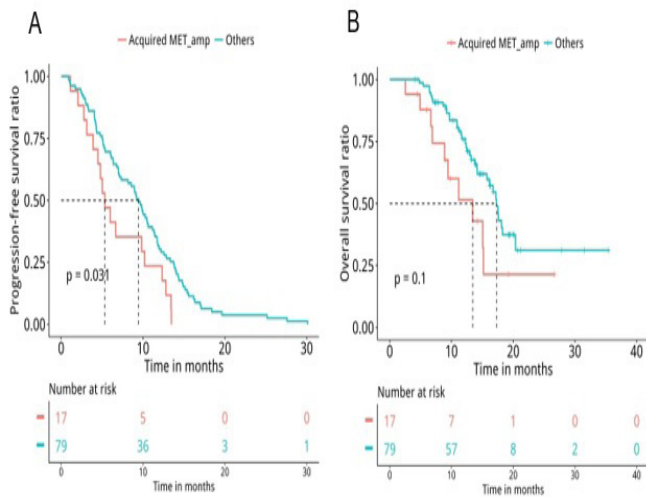 A
Acquired MET_amp Others
Progression-free survival ratio
1.00
0.75
0.50
0.25
0.00
p = 0.031
0 10 20 30
Time in months
Number at risk
17 5 0 0
79 36 3 1
0 10 20 30
Time in months
B
Acquired MET_amp Others
Overall survival ratio
1.00
0.75
0.50
0.25
0.00
p = 0.1
0 10 20 30 40
Time in months
Number at risk
17 7 1 0 0
79 57 8 2 0
0 10 20 30 40
Time in months